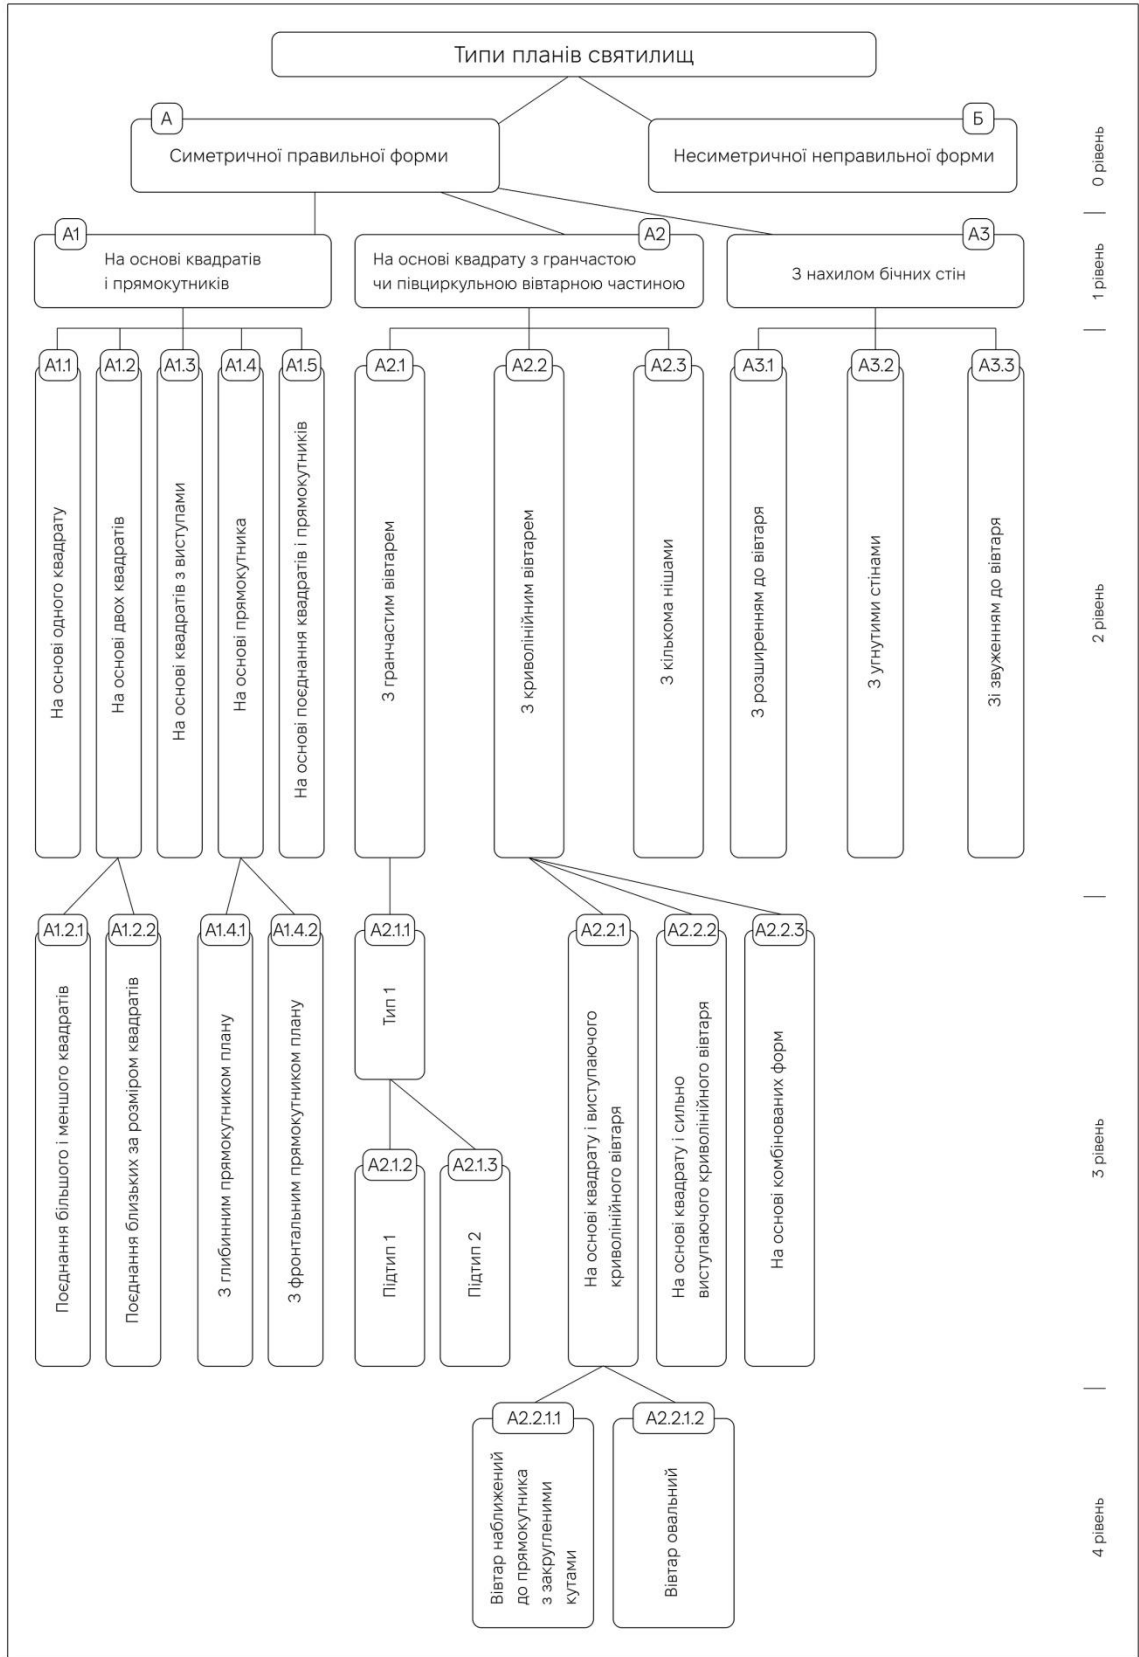 Типи планів святилищ
А
Симетричної правильної форми
Б
Несиметричної неправильної форми
0 рівень
А1
На основі квадратів
і прямокутників
А2
На основі квадрату з гранчастою
чи півциркульною вівтарною частиною
А3
З нахилом бічних стін
1 рівень
А1.1
На основі одного квадрату
А1.2
На основі двох квадратів
А1.3
На основі квадратів з виступами
А1.4
На основі прямокутника
А1.5
На основі поєднання квадратів і прямокутників
А2.1
З гранчастим вівтарем
А2.2
З криволінійним вівтарем
А2.3
З кількома нішами
А3.1
З розширенням до вівтаря
А3.2
З угнутими стінами
А3.3
Зі звуженням до вівтаря
2 рівень
А1.2.1
Поєднання більшого і меншого квадратів
А1.2.2
Поєднання близьких за розміром квадратів
А1.4.1
З глибинним прямокутником плану
А1.4.2
З фронтальним прямокутником плану
А2.1.1
Тип 1
А2.1.2
Підтип 1
А2.1.3
Підтип 2
А2.2.1
На основі квадрату і виступаючого
криволінійного вівтаря
А2.2.2
На основі квадрату і сильно
виступаючого криволінійного вівтаря
А2.2.3
На основі комбінованих форм
3 рівень
А2.2.1.1
Вівтар наближений
до прямокутника
з закругленими
кутами
А2.2.1.2
Вівтар овальний
4 рівень